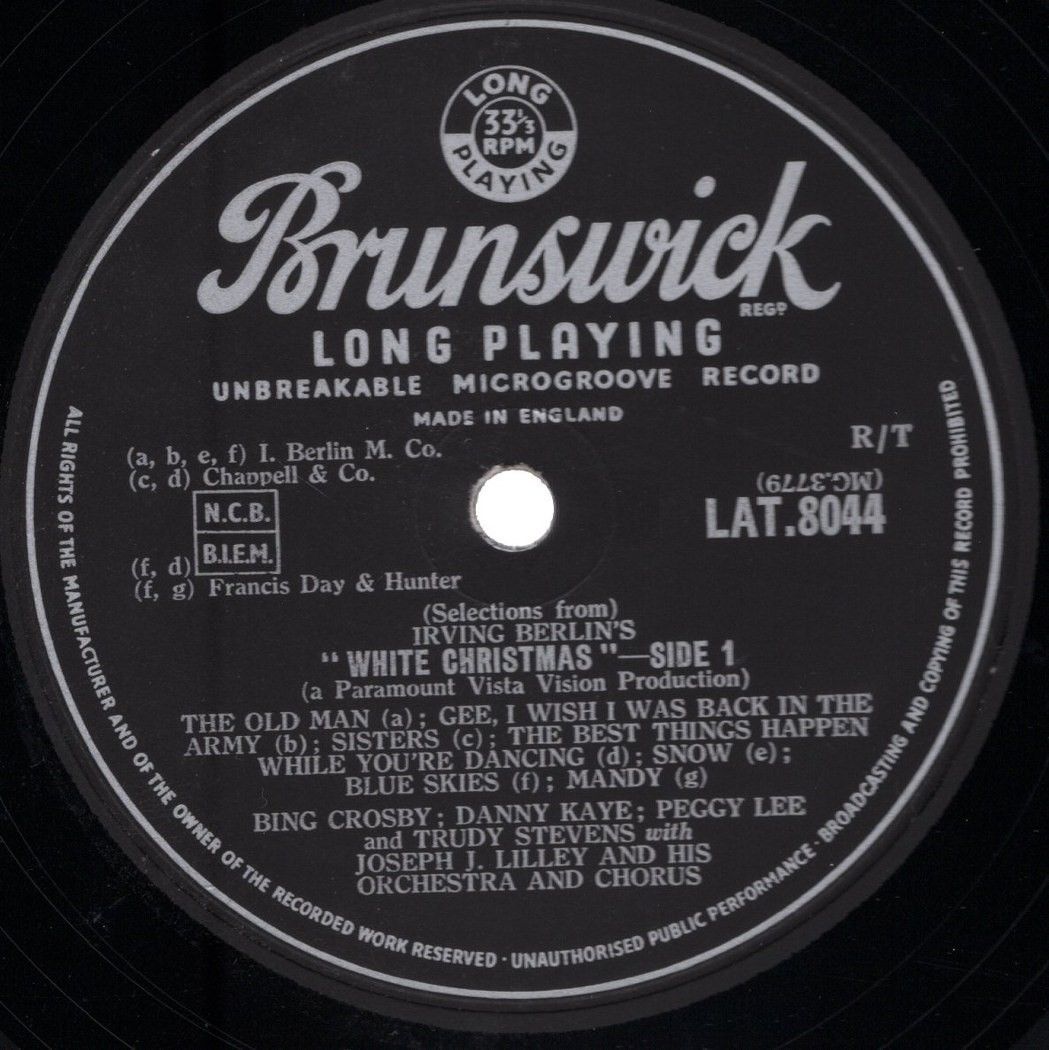 LONG
33 1/3
RPM
PLAYING
Brunswick
REGD.
LONG PLAYING
UNBREAKABLE MICROGROOVE RECORD
MADE IN ENGLAND
R/T
(a, b, e, f) I. Berlin M. Co.
(c, d) Chappell & Co.
(MG.3779)
N.C.B.
LAT.8044
B.I.E.M.
(f, d)
(f, g) Francis Day & Hunter
(Selections from)
IRVING BERLIN'S
"WHITE CHRISTMAS"—SIDE 1
(a Paramount Vista Vision Production)
THE OLD MAN (a); GEE, I WISH I WAS BACK IN THE
ARMY (b); SISTERS (c); THE BEST THINGS HAPPEN
WHILE YOU'RE DANCING (d); SNOW (e);
BLUE SKIES (f); MANDY (g)
BING CROSBY; DANNY KAYE; PEGGY LEE
and TRUDY STEVENS with
JOSEPH J. LILLEY AND HIS
ORCHESTRA AND CHORUS
ALL RIGHTS OF THE MANUFACTURER AND OF THE OWNER OF THE RECORDED WORK RESERVED · UNAUTHORISED PUBLIC PERFORMANCE · BROADCASTING AND COPYING OF THIS RECORD PROHIBITED